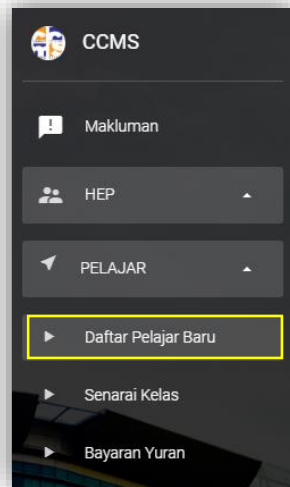 CCMS
Makluman
HEP
PELAJAR
Daftar Pelajar Baru
Senarai Kelas
Bayaran Yuran